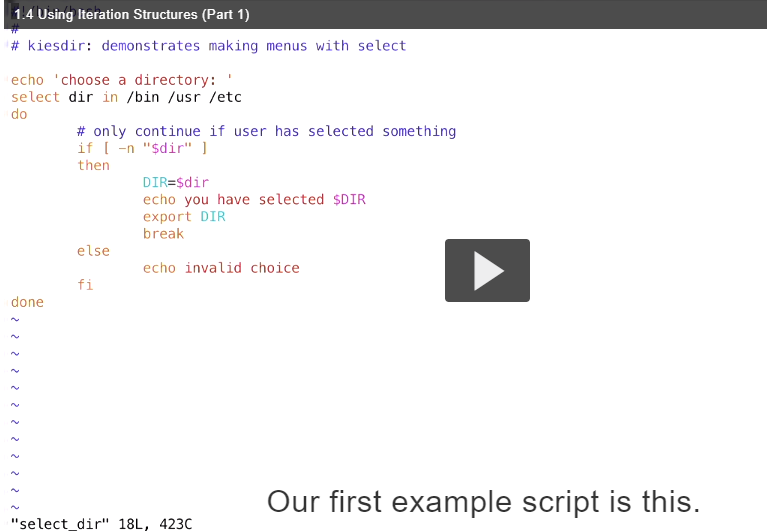 1.4 Using Iteration Structures (Part 1)
#
# kiesdir: demonstrates making menus with select
echo 'choose a directory: '
select dir in /bin /usr /etc
do
# only continue if user has selected something
if [ -n "$dir" ]
then
DIR=$dir
echo you have selected $DIR
export DIR
break
else
echo invalid choice
fi
done
~
~
~
~
~
~
~
~
~
~
~
~
"select_dir" 18L, 423C
Our first example script is this.